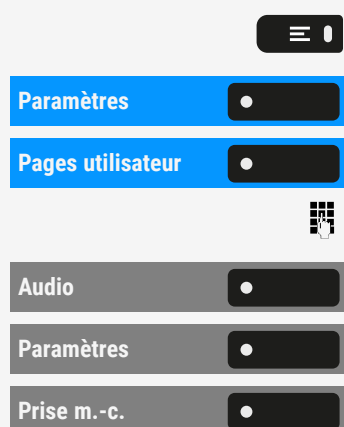 Paramètres
Pages utilisateur
Audio
Paramètres
Prise m.-c.